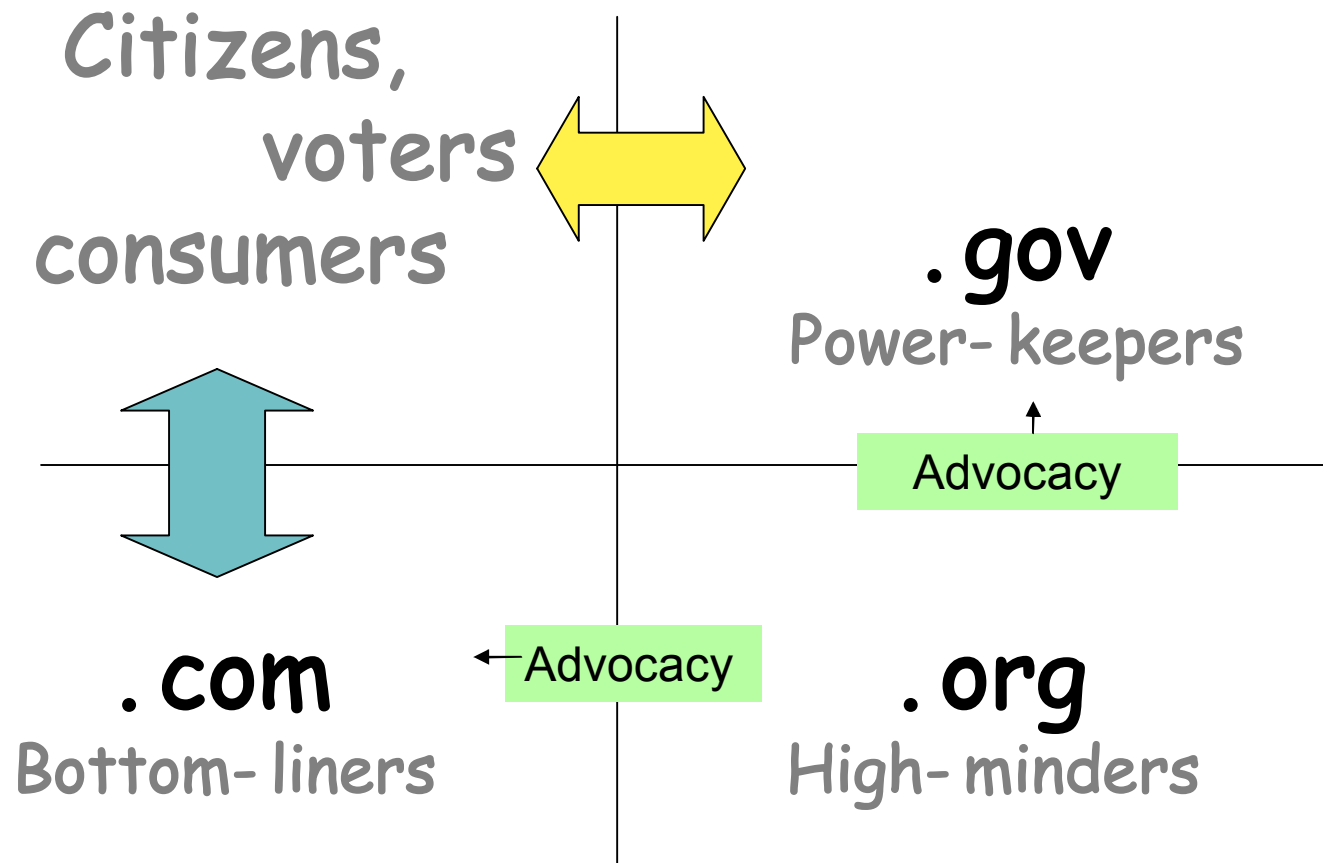 Citizens,
voters
consumers
.gov
Power- keepers
Advocacy
Advocacy
.com
Bottom- liners
.org
High- minders